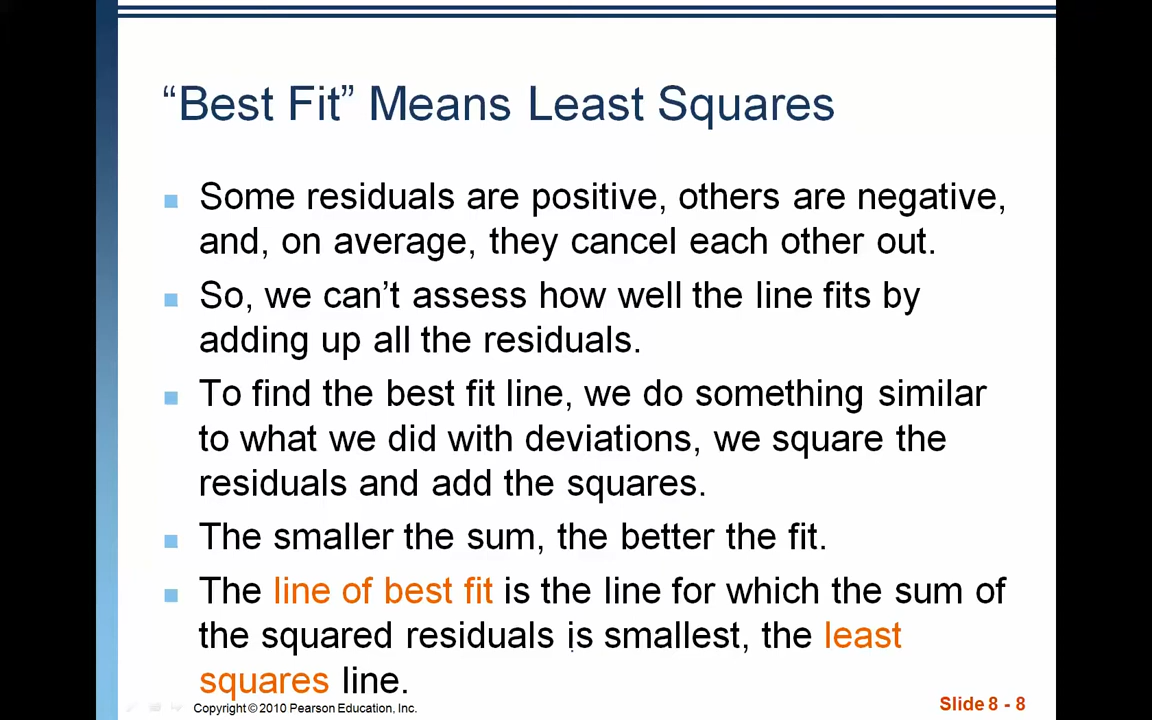 “Best Fit” Means Least Squares
Some residuals are positive, others are negative,
and, on average, they cancel each other out.
So, we can’t assess how well the line fits by
adding up all the residuals.
To find the best fit line, we do something similar
to what we did with deviations, we square the
residuals and add the squares.
The smaller the sum, the better the fit.
The line of best fit is the line for which the sum of
the squared residuals is smallest, the least
squares line.
Copyright © 2010 Pearson Education, Inc.
Slide 8 - 8